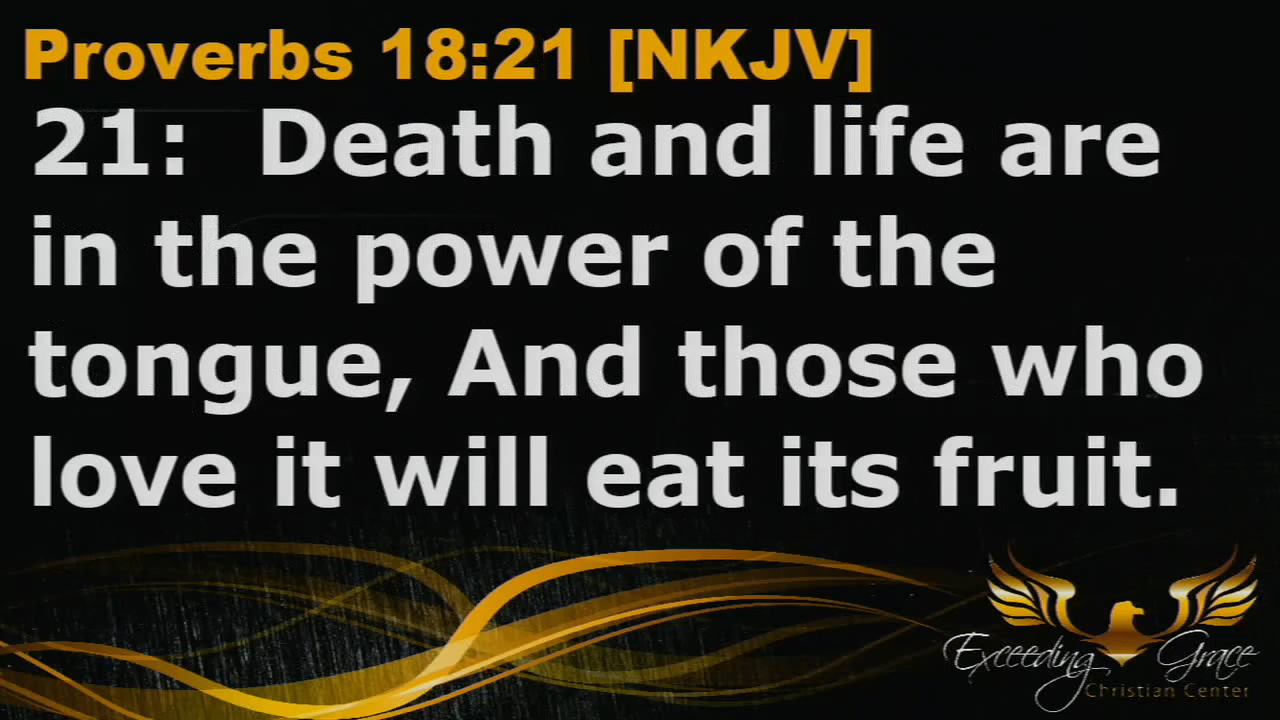 Proverbs 18:21 [NKJV]
21:  Death and life are
in the power of the
tongue, And those who
love it will eat its fruit.
Exceeding Grace
Christian Center